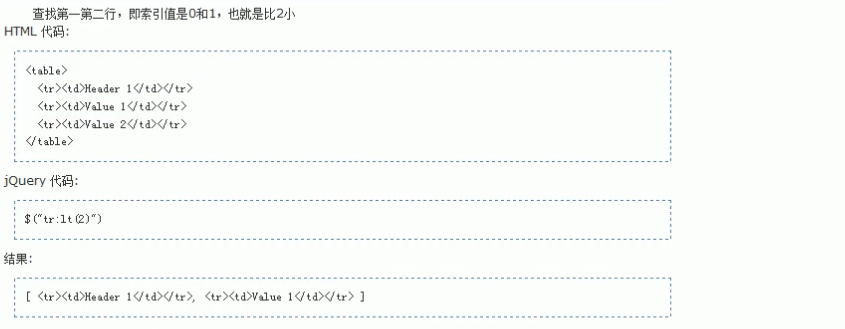 查找第一第二行，即索引值是0和1，也就是比2小
HTML 代码:
<table>
  <tr><td>Header 1</td></tr>
  <tr><td>Value 1</td></tr>
  <tr><td>Value 2</td></tr>
</table>
jQuery 代码:
$("tr:lt(2)")
结果:
[ <tr><td>Header 1</td></tr>, <tr><td>Value 1</td></tr> ]